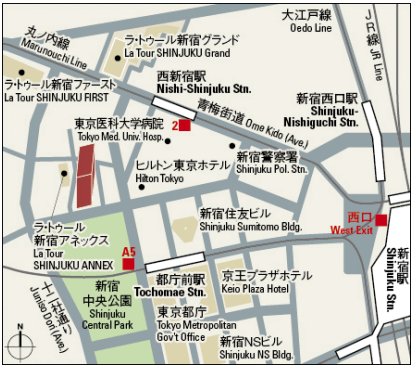 丸ノ内線
Marunouchi Line
ラ・トゥール新宿グランド
La Tour SHINJUKU Grand
大江戸線
Oedo Line
JR線 JR Line
ラ・トゥール新宿ファースト
La Tour SHINJUKU FIRST
西新宿駅
Nishi-Shinjuku Stn.
青梅街道 Ome Kido (Ave.)
新宿西口駅
Shinjuku-
Nishiguchi Stn.
東京医科大学病院
Tokyo Med. Univ. Hosp.
2
ヒルトン東京ホテル
Hilton Tokyo
新宿警察署
Shinjuku Pol. Stn.
ラ・トゥール
新宿アネックス
La Tour
SHINJUKU ANNEX
新宿住友ビル
Shinjuku Sumitomo Bldg.
西口
West Exit
A5
十二社通り
Juniso Dori (Ave.)
新宿
中央公園
Shinjuku
Central Park
都庁前駅
Tochomae Stn.
京王プラザホテル
Keio Plaza Hotel
新宿駅
Shinjuku Stn.
東京都庁
Tokyo Metropolitan
Gov't Office
新宿NSビル
Shinjuku NS Bldg.
N